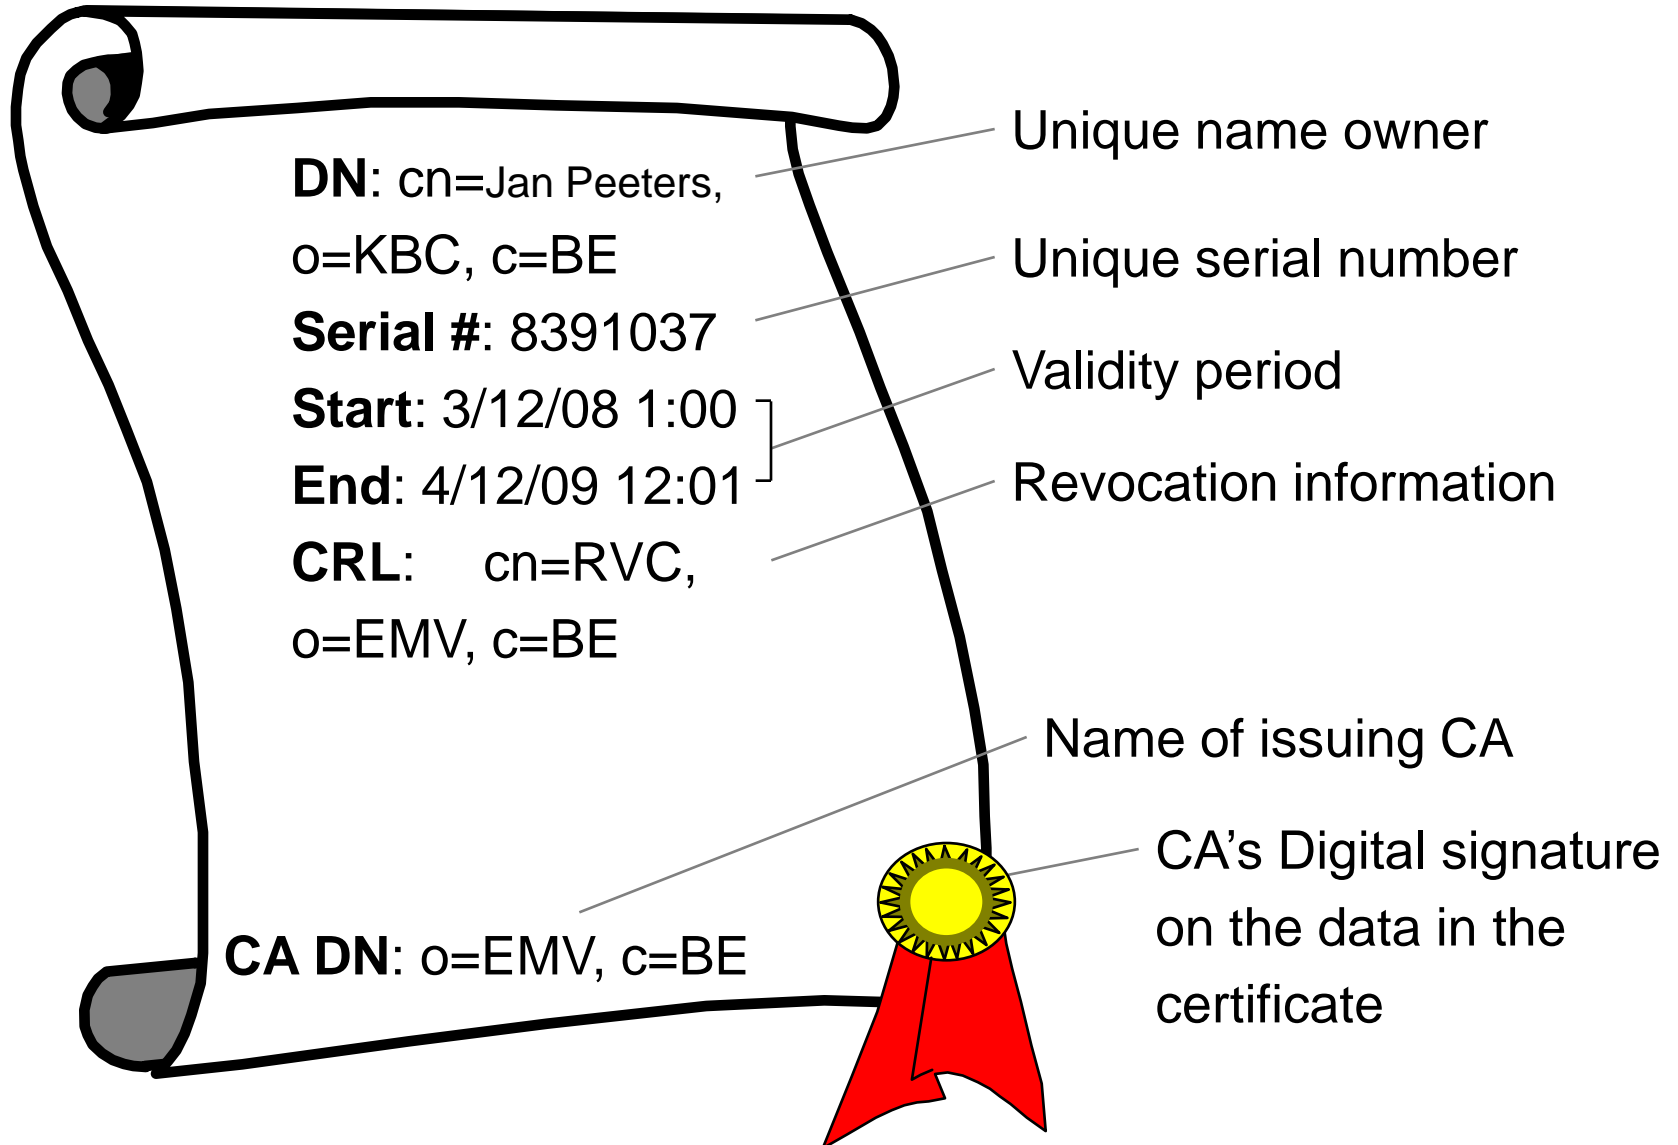 DN: cn=Jan Peeters,
o=KBC, c=BE
Serial #: 8391037
Start: 3/12/08 1:00
End: 4/12/09 12:01
CRL: cn=RVC,
o=EMV, c=BE
CA DN: o=EMV, c=BE
Unique name owner
Unique serial number
Validity period
Revocation information
Name of issuing CA
CA’s Digital signature
on the data in the
certificate